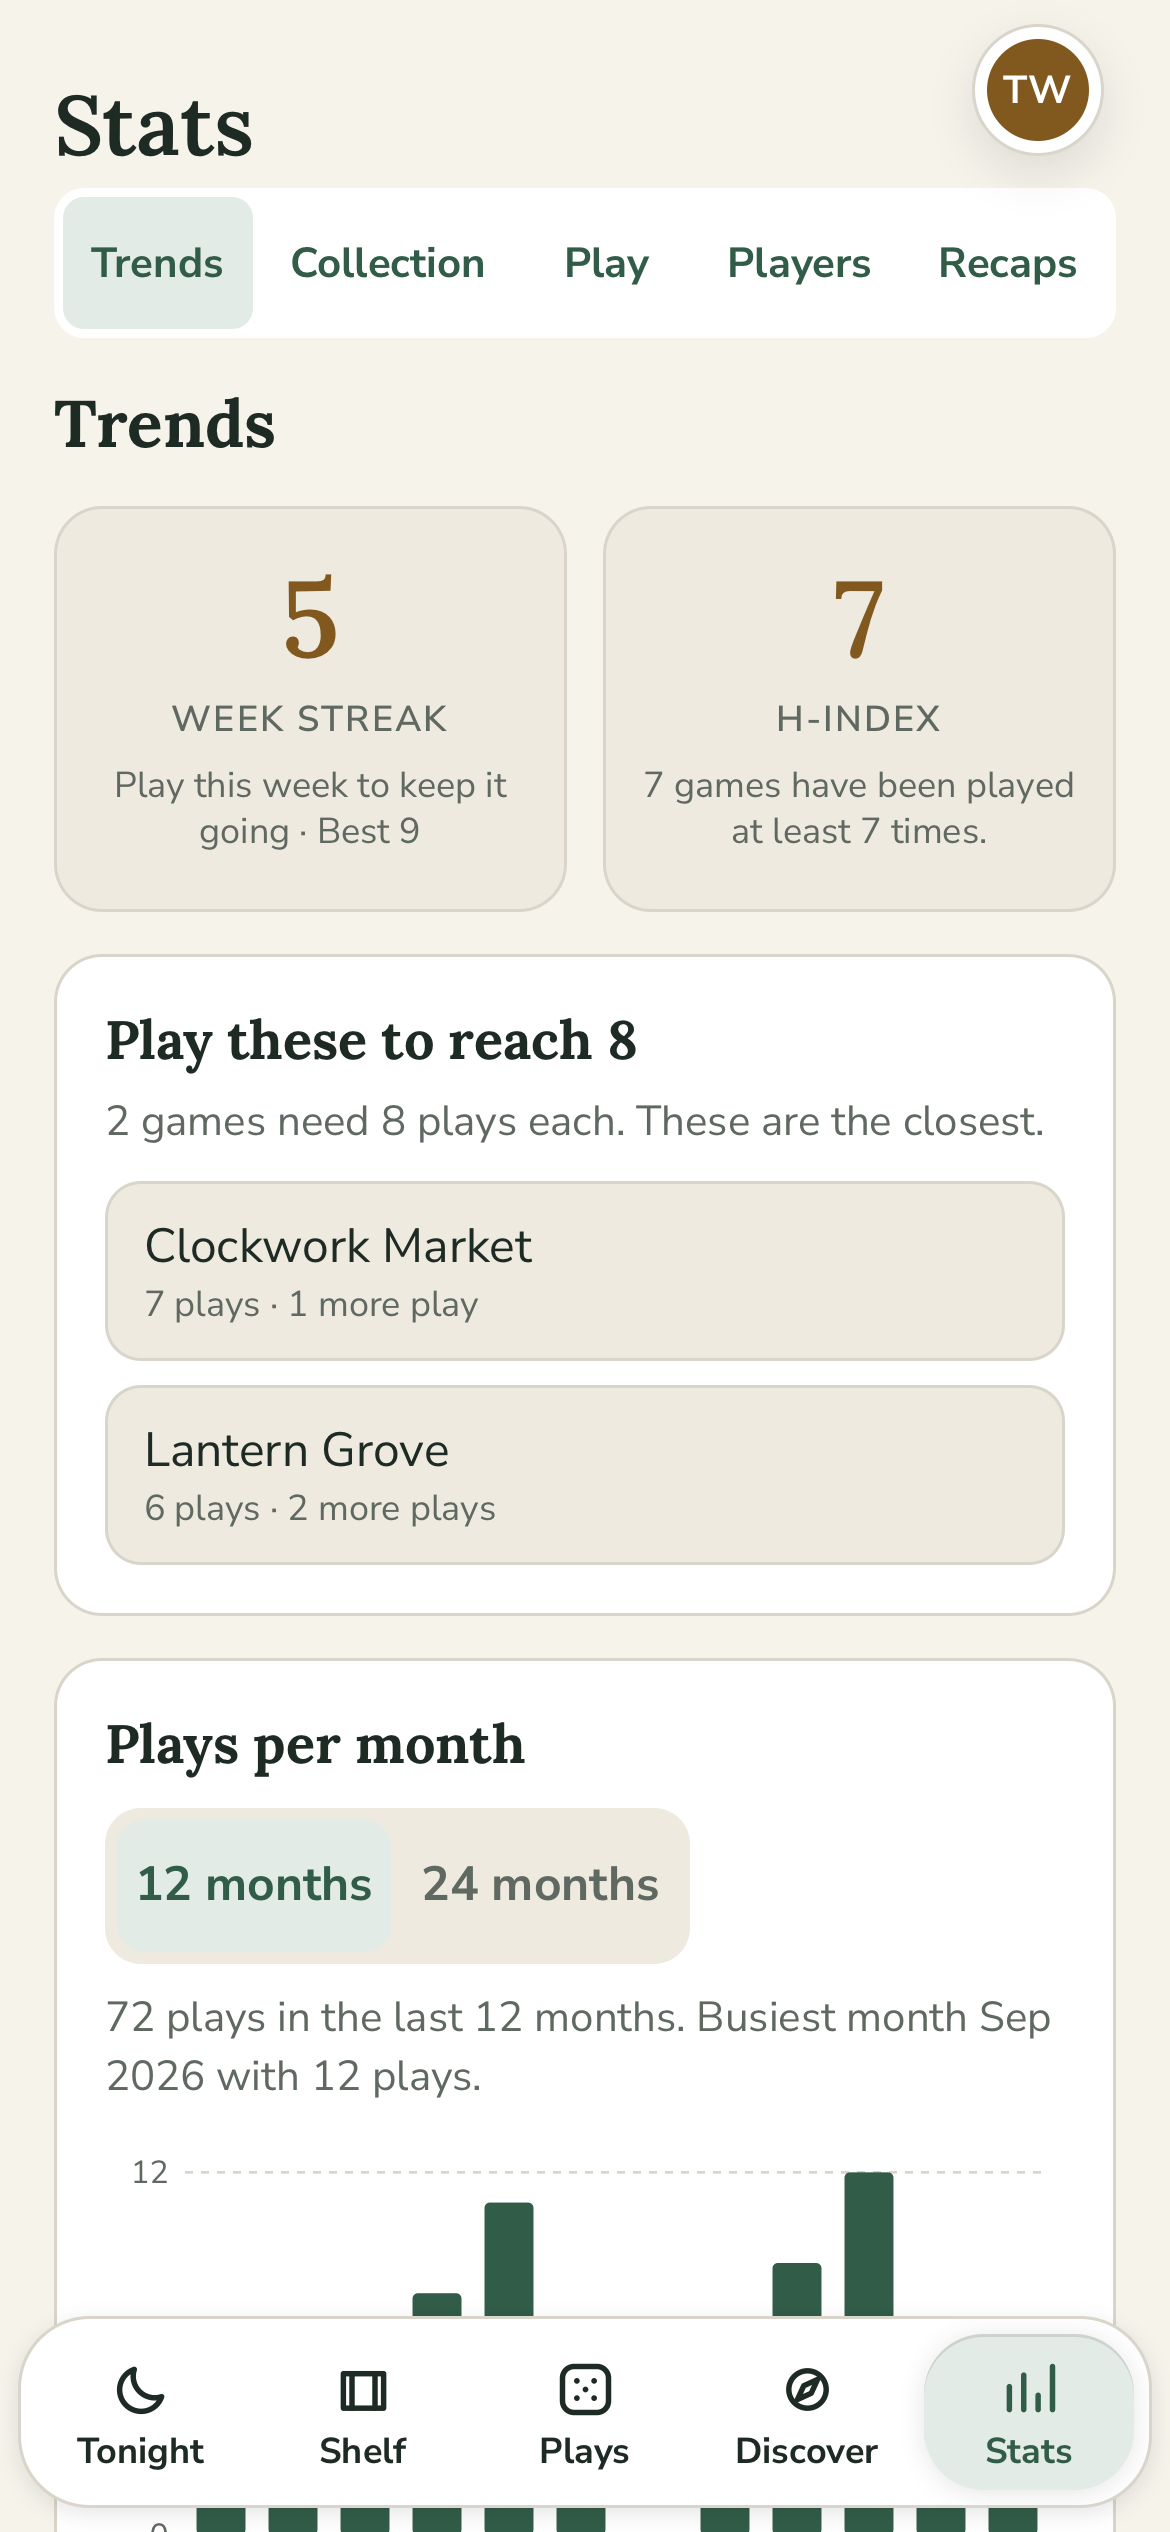 TW
Stats
Trends Collection Play Players Recaps
Trends
5
WEEK STREAK
Play this week to keep it
going · Best 9
7
H-INDEX
7 games have been played
at least 7 times.
Play these to reach 8
2 games need 8 plays each. These are the closest.
Clockwork Market
7 plays · 1 more play
Lantern Grove
6 plays · 2 more plays
Plays per month
12 months 24 months
72 plays in the last 12 months. Busiest month Sep
2026 with 12 plays.
12
Tonight Shelf Plays Discover Stats